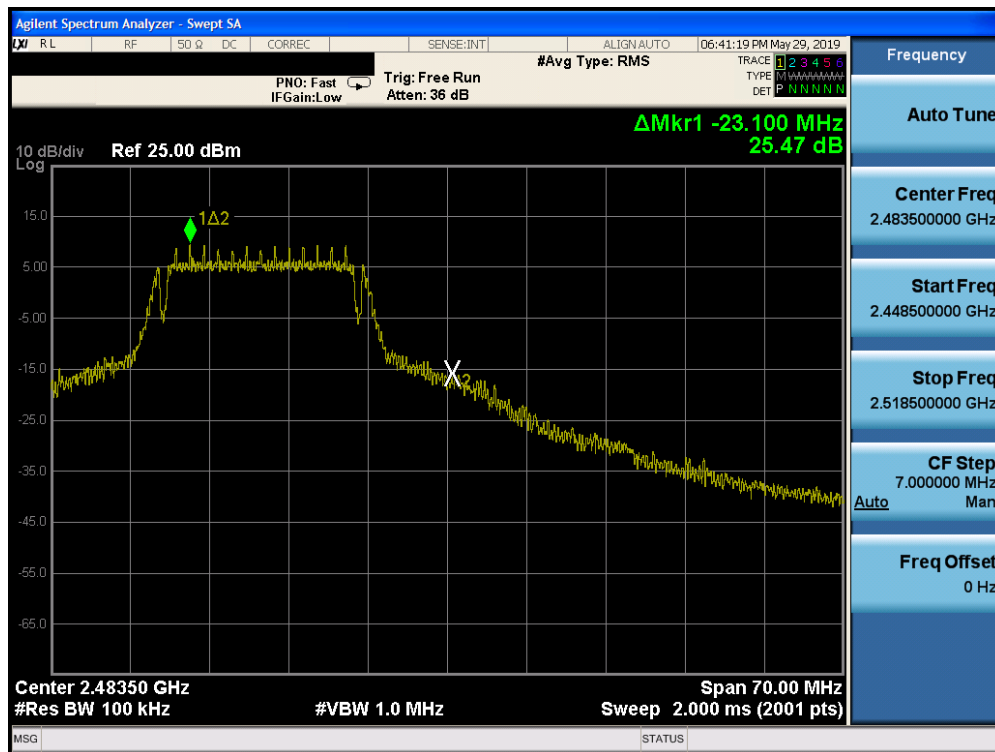 Agilent Spectrum Analyzer - Swept SA
LXI RL RF 50 Ω DC CORREC SENSE:INT ALIGN AUTO 06:41:19 PM May 29, 2019
Frequency
#Avg Type: RMS
TRACE 1 2 3 4 5 6
TYPE M WWWWW
DET P N N N N N
PNO: Fast
IFGain:Low
Trig: Free Run
Atten: 36 dB
ΔMkr1 -23.100 MHz
25.47 dB
10 dB/div
Log
Ref 25.00 dBm
15.0
5.00
-5.00
-15.0
-25.0
-35.0
-45.0
-55.0
-65.0
1Δ2
X2
Center 2.48350 GHz
Span 70.00 MHz
#Res BW 100 kHz
#VBW 1.0 MHz
Sweep 2.000 ms (2001 pts)
Auto Tune
Center Freq
2.483500000 GHz
Start Freq
2.448500000 GHz
Stop Freq
2.518500000 GHz
CF Step
7.000000 MHz
Auto Man
Freq Offset
0 Hz
MSG
STATUS